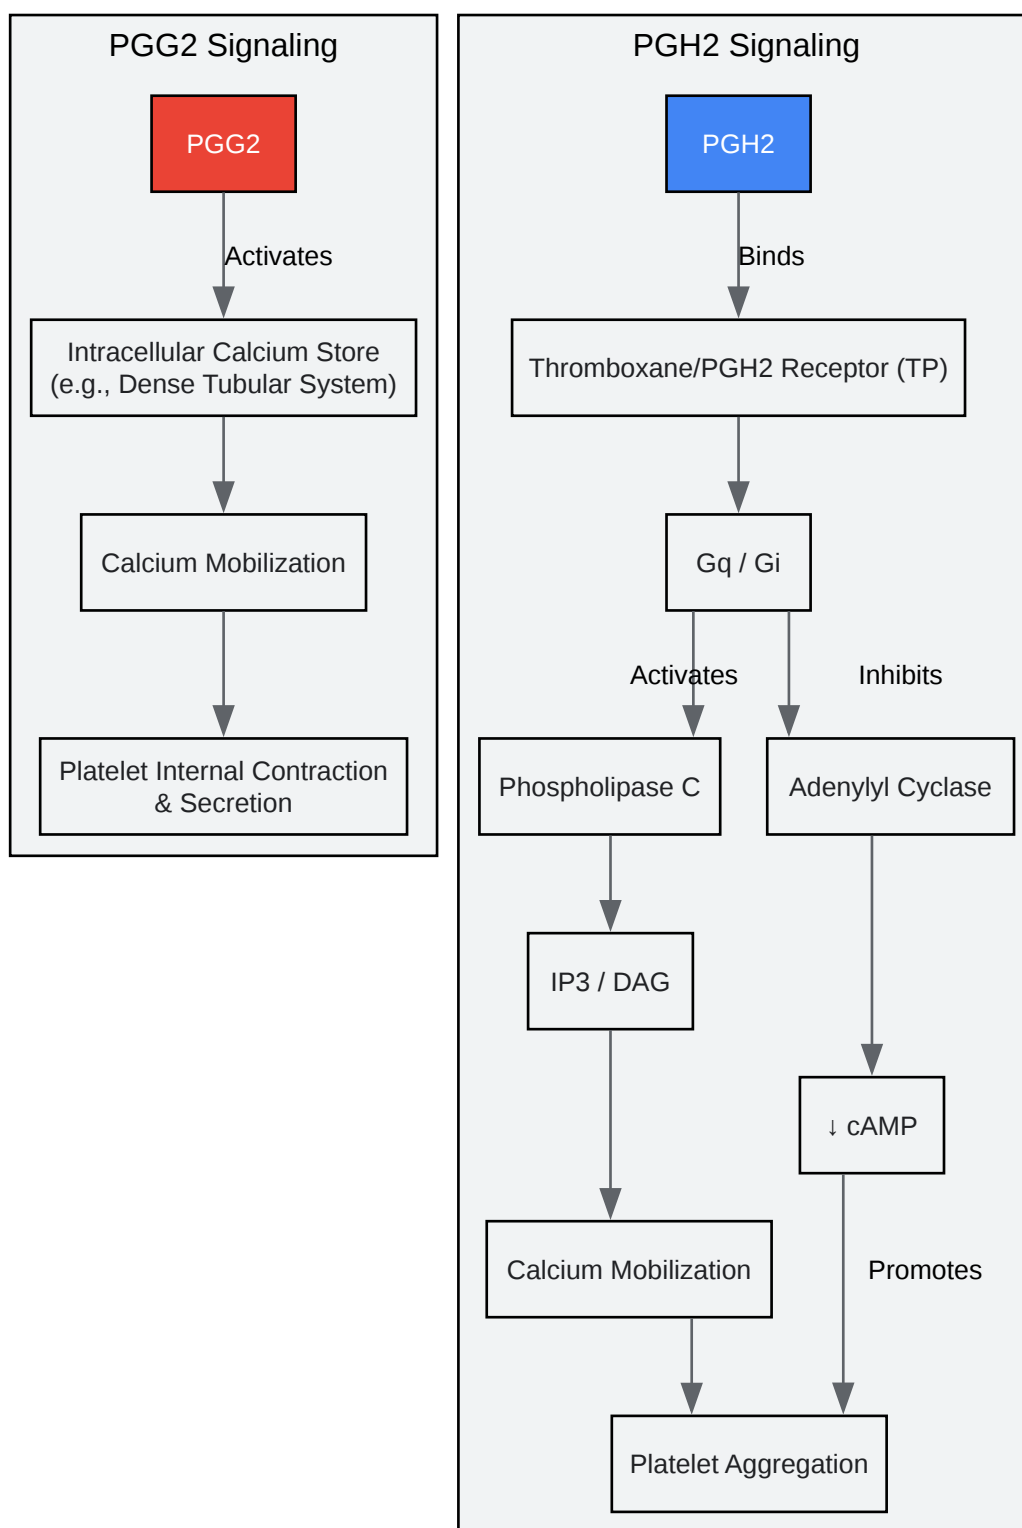 PGG2 Signaling
PGG2
Activates
Intracellular Calcium Store
(e.g., Dense Tubular System)
Calcium Mobilization
Platelet Internal Contraction
& Secretion
PGH2 Signaling
PGH2
Binds
Thromboxane/PGH2 Receptor (TP)
Gq / Gi
Activates
Inhibits
Phospholipase C
Adenylyl Cyclase
IP3 / DAG
↓ cAMP
Calcium Mobilization
Promotes
Platelet Aggregation